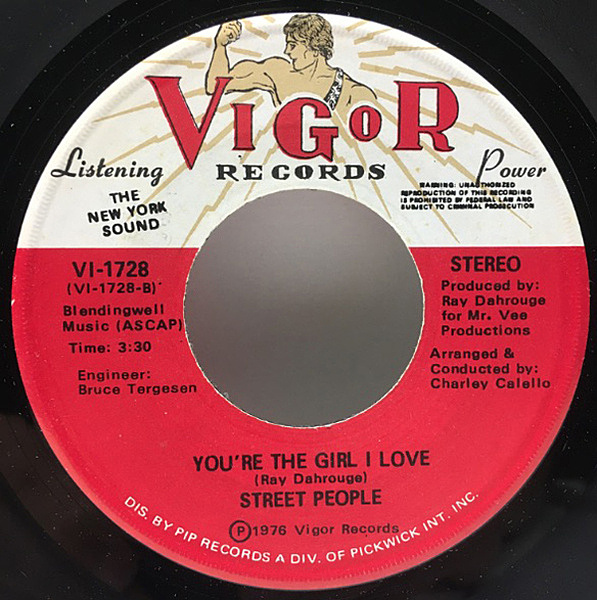 VIGOR
RECORDS
Listening
Power
THE
NEW YORK
SOUND
WARNING: UNAUTHORIZED
REPRODUCTION OF THIS RECORDING
IS PROHIBITED BY FEDERAL LAW AND
SUBJECT TO CRIMINAL PROSECUTION
VI-1728
(VI-1728-B)
Blendingwell
Music (ASCAP)
Time: 3:30
Engineer:
Bruce Tergesen
STEREO
Produced by:
Ray Dahrouge
for Mr. Vee
Productions
Arranged &
Conducted by:
Charley Calello
YOU'RE THE GIRL I LOVE
(Ray Dahrouge)
STREET PEOPLE
Ⓟ1976 Vigor Records
DIS. BY PIP RECORDS A DIV. OF PICKWICK INT. INC.